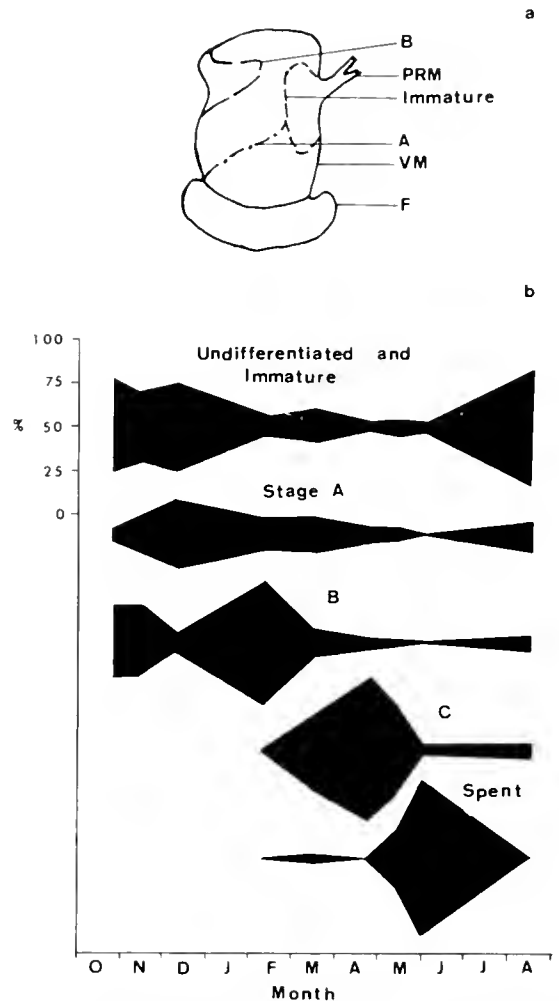 a
B
PRM
Immature
A
VM
F
b
100
75
%
50
25
0
Undifferentiated and
Immature
Stage A
B
C
Spent
O N D J F M A M J J A
Month